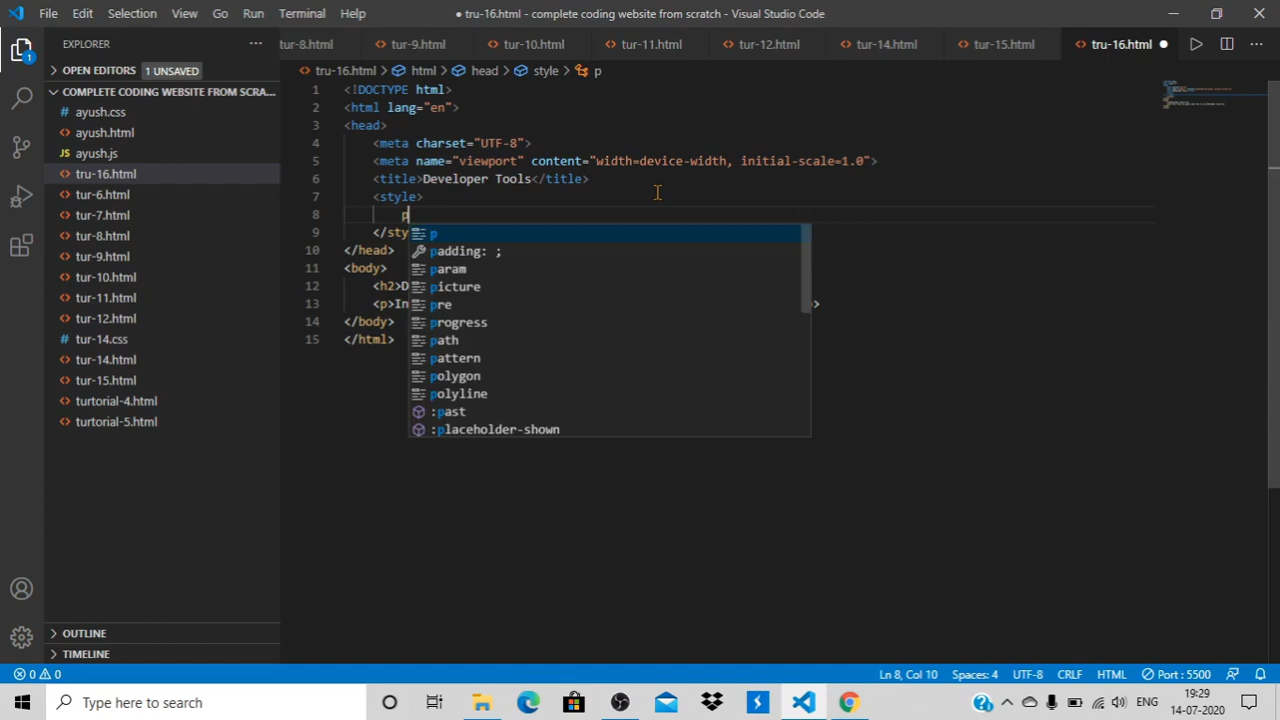 File Edit Selection View Go Run Terminal Help
● tru-16.html - complete coding website from scratch - Visual Studio Code
EXPLORER
tur-8.html tur-9.html tur-10.html tur-11.html tur-12.html tur-14.html tur-15.html tru-16.html
OPEN EDITORS 1 UNSAVED
tru-16.html > html > head > style > p
COMPLETE CODING WEBSITE FROM SCRA...
ayush.css
ayush.html
ayush.js
tru-16.html
tur-6.html
tur-7.html
tur-8.html
tur-9.html
tur-10.html
tur-11.html
tur-12.html
tur-14.css
tur-14.html
tur-15.html
turtorial-4.html
turtorial-5.html
OUTLINE
TIMELINE
1 <!DOCTYPE html>
2 <html lang="en">
3 <head>
4 <meta charset="UTF-8">
5 <meta name="viewport" content="width=device-width, initial-scale=1.0">
6 <title>Developer Tools</title>
7 <style>
8 p
9 </sty
10 </head>
11 <body>
12 <h2>D
13 <p>In >
14 </body>
15 </html>
p
padding: ;
param
picture
pre
progress
path
pattern
polygon
polyline
:past
:placeholder-shown
1
0 0
Ln 8, Col 10 Spaces: 4 UTF-8 CRLF HTML Port : 5500
Type here to search
ENG
19:29
14-07-2020